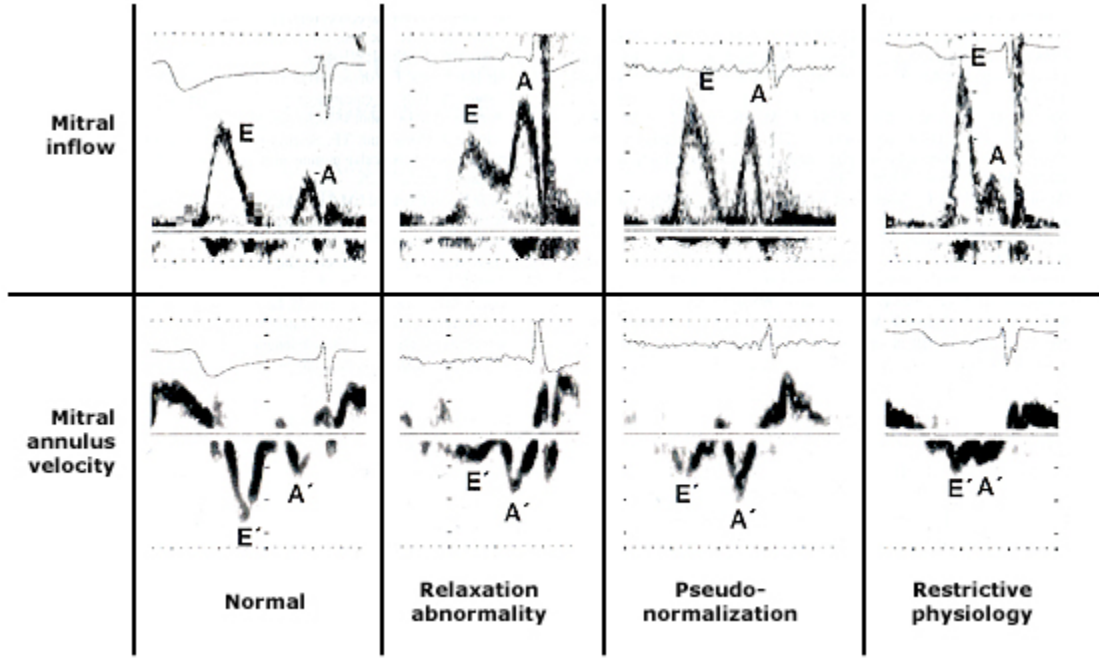 Mitral
inflow
E
A
E
A
E
A
E
A
Mitral
annulus
velocity
E´
A´
E´
A´
E´
A´
E´ A´
Normal
Relaxation
abnormality
Pseudo-
normalization
Restrictive
physiology